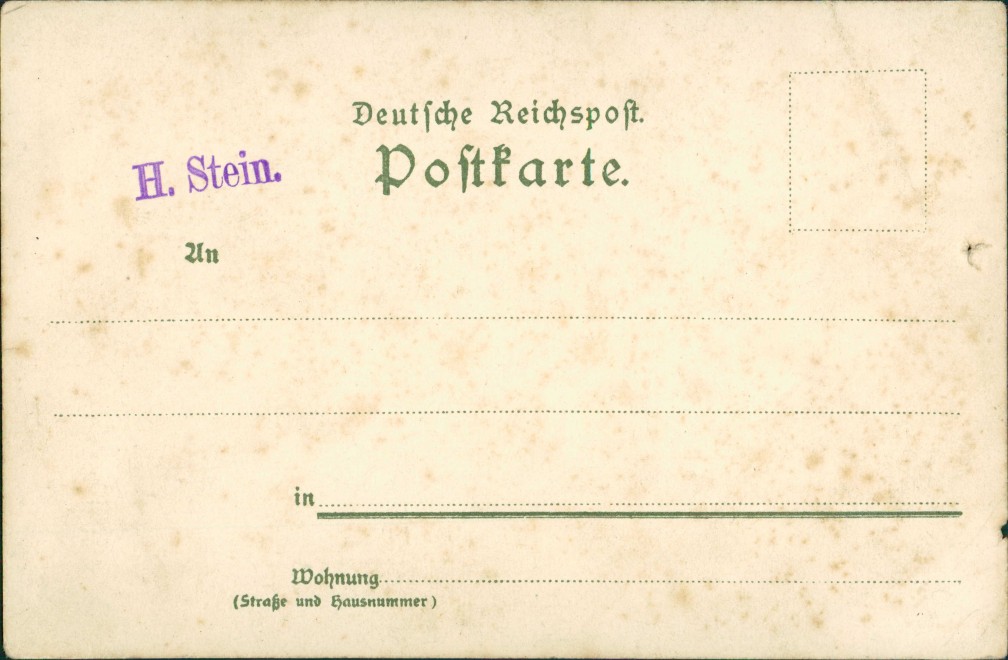 Deutſche Reichspoſt.
Poſtkarte.
H. Stein.
An
in
Wohnung
(Straße und Hausnummer)